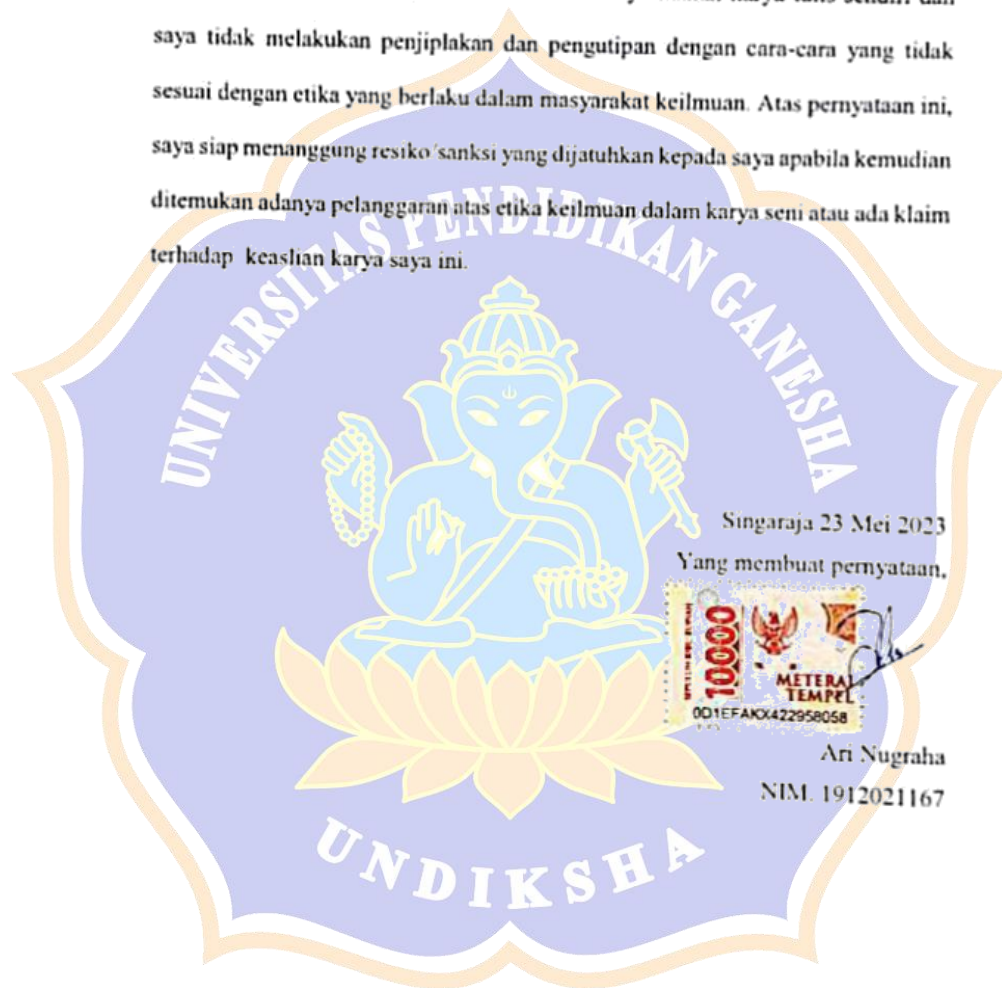 saya tidak melakukan penjiplakan dan pengutipan dengan cara-cara yang tidak
sesuai dengan etika yang berlaku dalam masyarakat keilmuan. Atas pernyataan ini,
saya siap menanggung resiko/sanksi yang dijatuhkan kepada saya apabila kemudian
ditemukan adanya pelanggaran atas etika keilmuan dalam karya seni atau ada klaim
terhadap keaslian karya saya ini.
UNIVERSITAS PENDIDIKAN GANESHA
Singaraja 23 Mei 2023
Yang membuat pernyataan,
10000
METERAI
TEMPEL
0D1EFAKX422958058
Ari Nugraha
NIM. 1912021167
UNDIKSHA